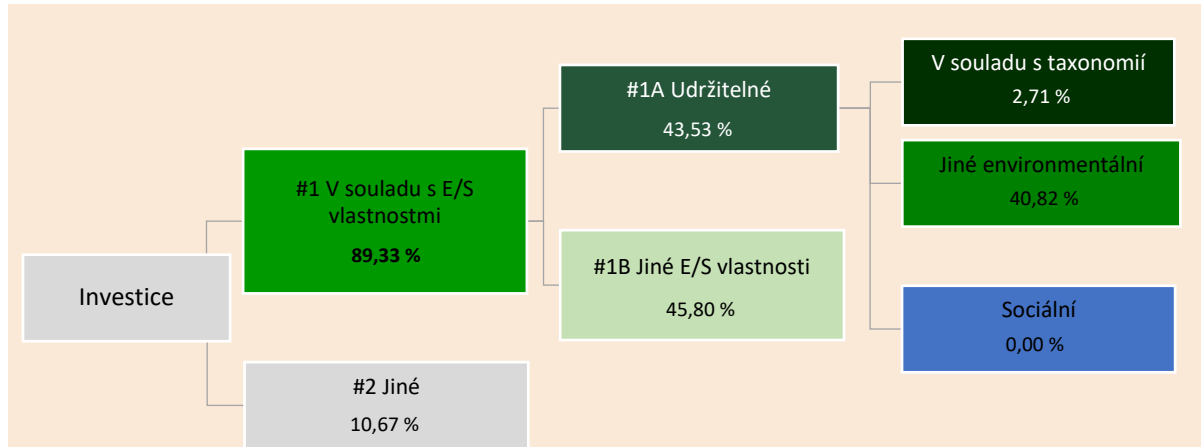 Investice
#1 V souladu s E/S
vlastnostmi
89,33 %
#2 Jiné
10,67 %
#1A Udržitelné
43,53 %
#1B Jiné E/S vlastnosti
45,80 %
V souladu s taxonomií
2,71 %
Jiné environmentální
40,82 %
Sociální
0,00 %